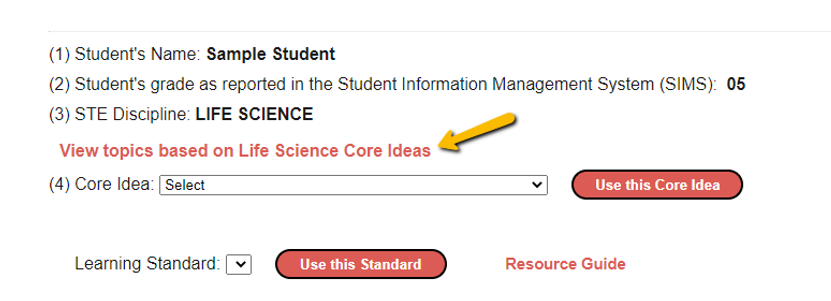 (1) Student's Name: Sample Student
(2) Student's grade as reported in the Student Information Management System (SIMS): 05
(3) STE Discipline: LIFE SCIENCE
View topics based on Life Science Core Ideas
(4) Core Idea: Select Use this Core Idea
Learning Standard: Use this Standard Resource Guide